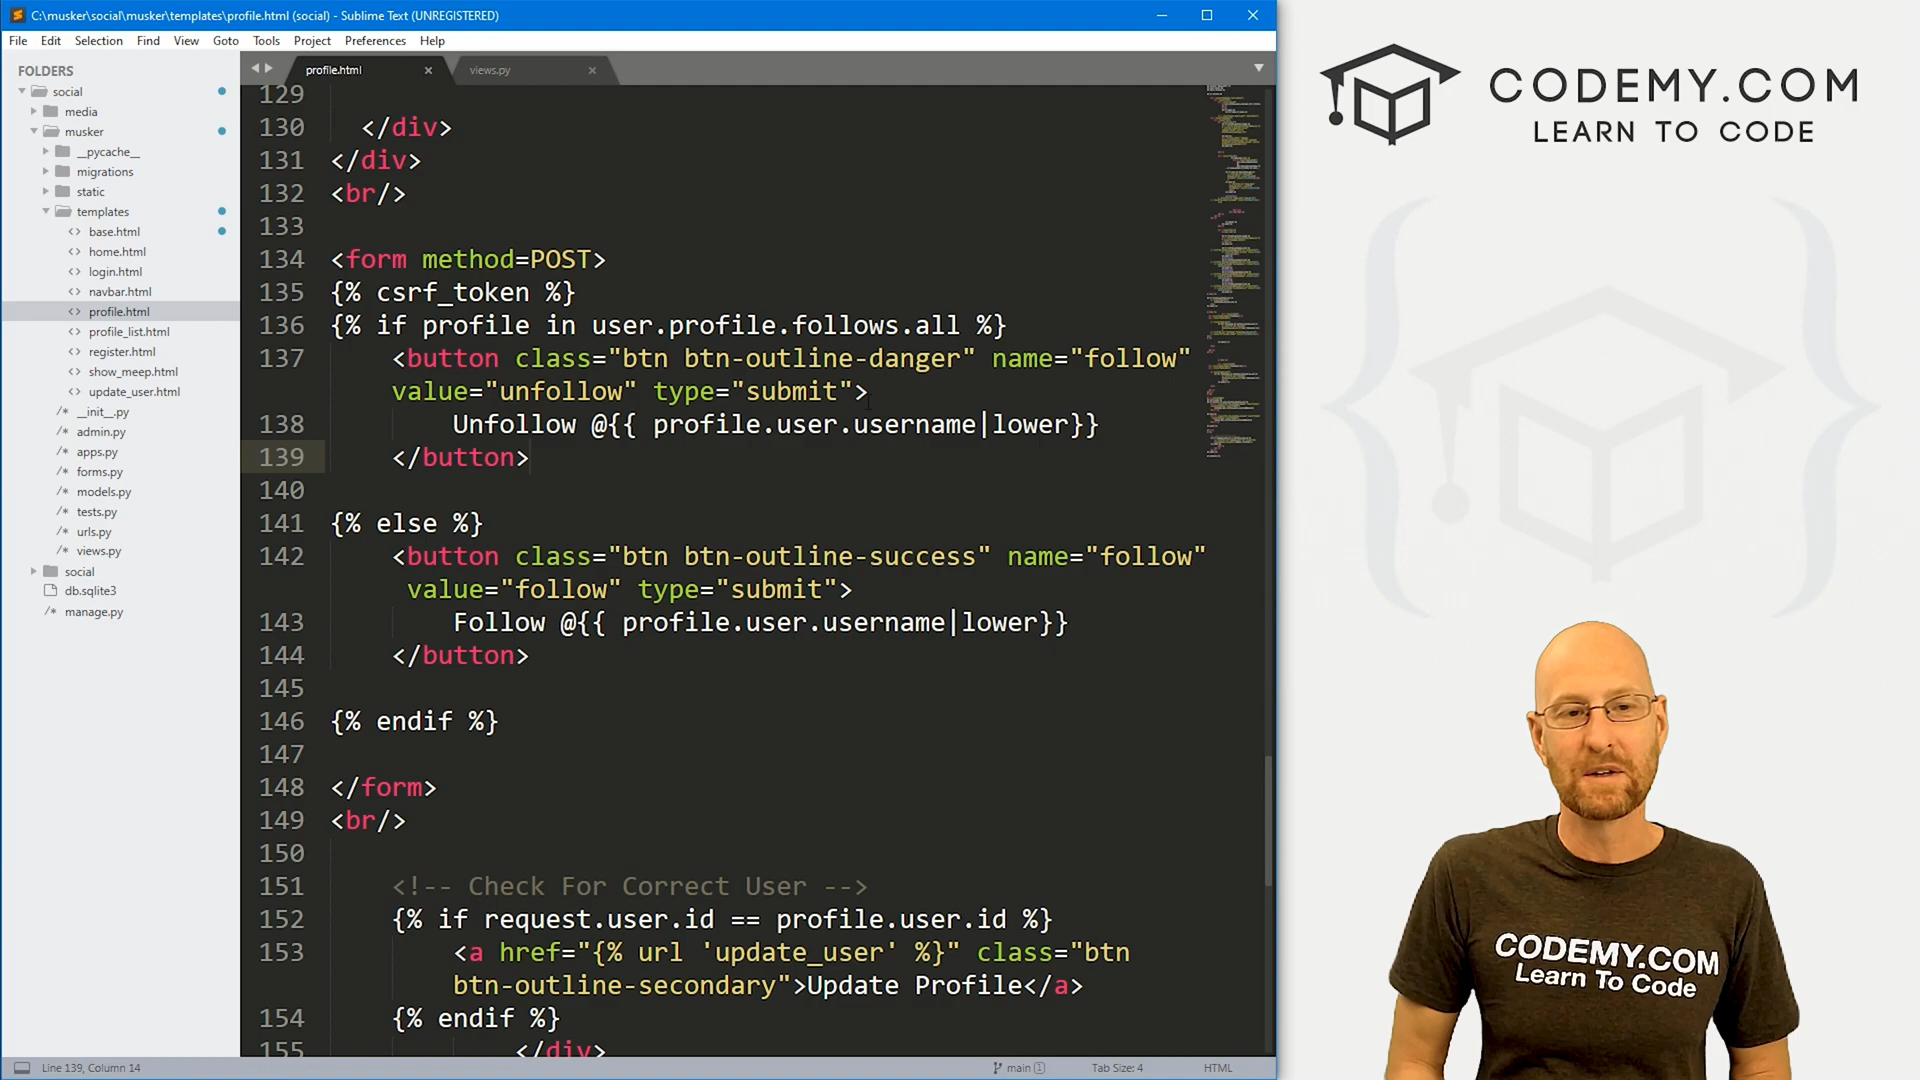 C:\musker\social\musker\templates\profile.html (social) - Sublime Text (UNREGISTERED)
File Edit Selection Find View Goto Tools Project Preferences Help
FOLDERS
social
media
musker
__pycache__
migrations
static
templates
base.html
home.html
login.html
navbar.html
profile.html
profile_list.html
register.html
show_meep.html
update_user.html
__init__.py
admin.py
apps.py
forms.py
models.py
tests.py
urls.py
views.py
social
db.sqlite3
manage.py
profile.html views.py
129
130 </div>
131 </div>
132 <br/>
133
134 <form method=POST>
135 {% csrf_token %}
136 {% if profile in user.profile.follows.all %}
137 <button class="btn btn-outline-danger" name="follow"
value="unfollow" type="submit">
138 Unfollow @{{ profile.user.username|lower}}
139 </button>
140
141 {% else %}
142 <button class="btn btn-outline-success" name="follow"
value="follow" type="submit">
143 Follow @{{ profile.user.username|lower}}
144 </button>
145
146 {% endif %}
147
148 </form>
149 <br/>
150
151 <!-- Check For Correct User -->
152 {% if request.user.id == profile.user.id %}
153 <a href="{% url 'update_user' %}" class="btn
btn-outline-secondary">Update Profile</a>
154 {% endif %}
155 </div>
Line 139, Column 14
main 1
Tab Size: 4
HTML
CODEMY.COM
LEARN TO CODE
CODEMY.COM
Learn To Code